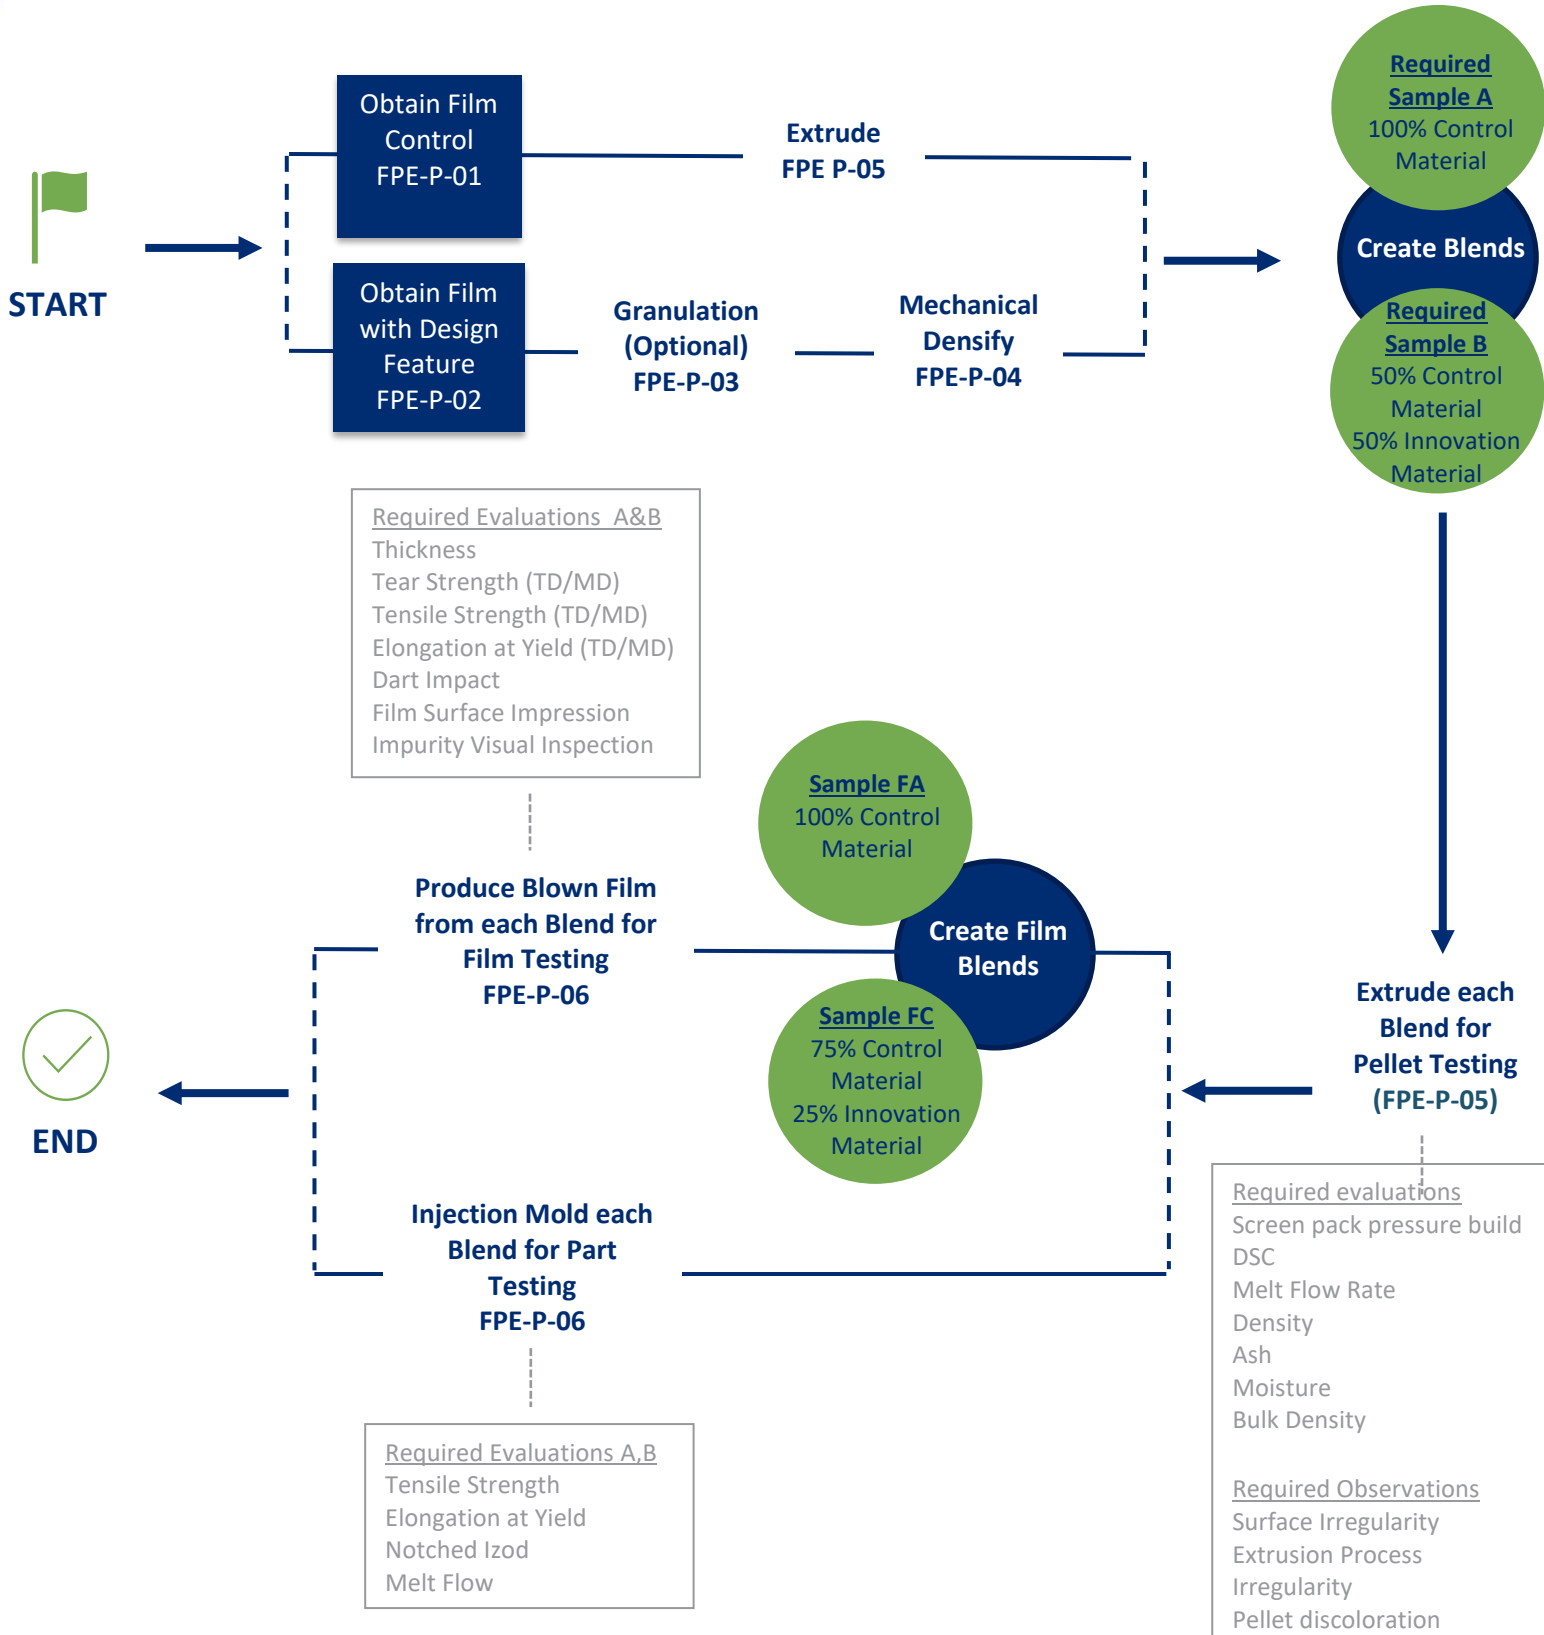 START
Obtain Film
Control
FPE-P-01
Extrude
FPE P-05
Obtain Film
with Design
Feature
FPE-P-02
Granulation
(Optional)
FPE-P-03
Mechanical
Densify
FPE-P-04
Required
Sample A
100% Control
Material
Create Blends
Required
Sample B
50% Control
Material
50% Innovation
Material
Extrude each
Blend for
Pellet Testing
(FPE-P-05)
Required evaluations
Screen pack pressure build
DSC
Melt Flow Rate
Density
Ash
Moisture
Bulk Density
Required Observations
Surface Irregularity
Extrusion Process
Irregularity
Pellet discoloration
Sample FA
100% Control
Material
Create Film
Blends
Sample FC
75% Control
Material
25% Innovation
Material
Required Evaluations  A&B
Thickness
Tear Strength (TD/MD)
Tensile Strength (TD/MD)
Elongation at Yield (TD/MD)
Dart Impact
Film Surface Impression
Impurity Visual Inspection
Produce Blown Film
from each Blend for
Film Testing
FPE-P-06
Injection Mold each
Blend for Part
Testing
FPE-P-06
Required Evaluations A,B
Tensile Strength
Elongation at Yield
Notched Izod
Melt Flow
END